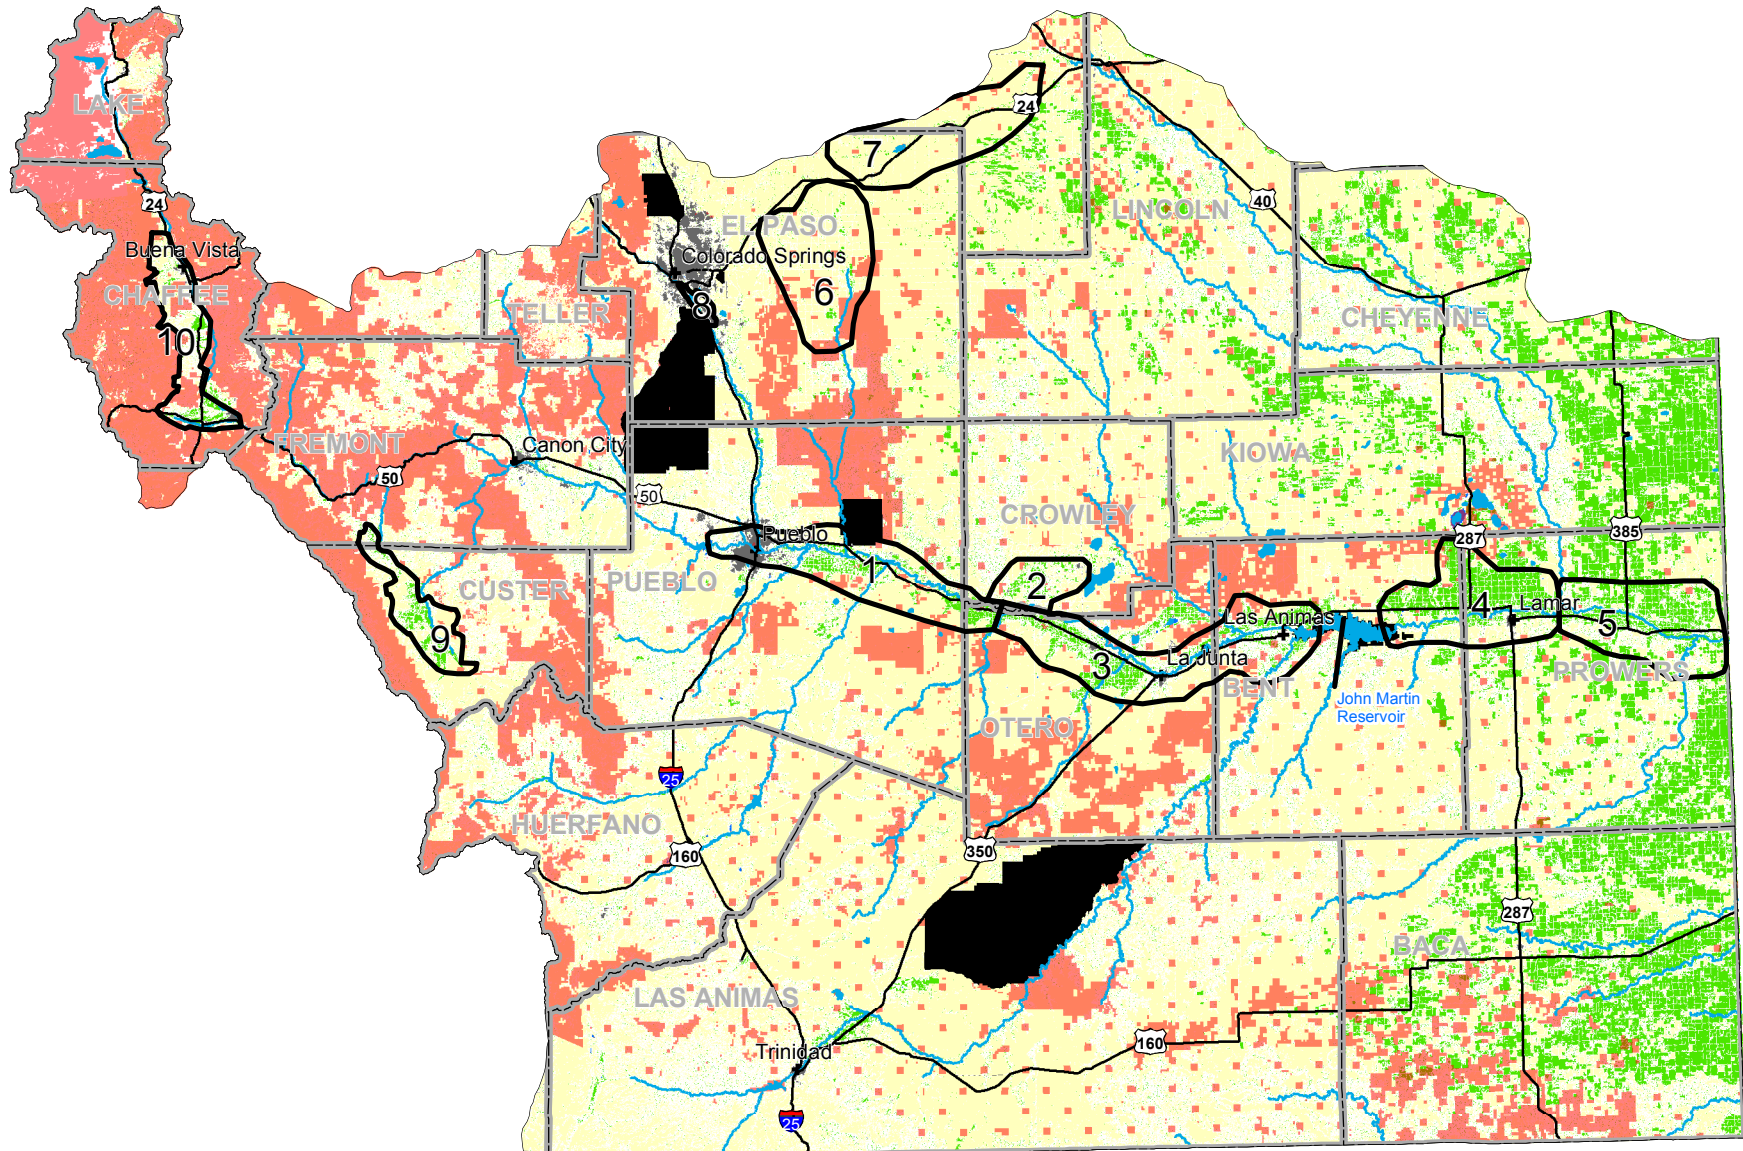 LAKE
24
7
24
Buena Vista
CHAFFEE
10
EL PASO
Colorado Springs
6
8
TELLER
LINCOLN
40
CHEYENNE
FREMONT
Canon City
50
50
KIOWA
CROWLEY
Pueblo
287
385
1
2
PUEBLO
CUSTER
9
Las Animas
4
Lamar
5
3
La Junta
BENT
PROWERS
John Martin
Reservoir
OTERO
25
HUERFANO
160
350
287
BACA
LAS ANIMAS
Trinidad
160
25